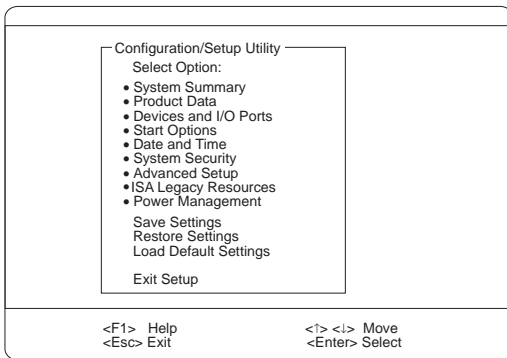 Configuration/Setup Utility
Select Option:
• System Summary
• Product Data
• Devices and I/O Ports
• Start Options
• Date and Time
• System Security
• Advanced Setup
•ISA Legacy Resources
• Power Management
Save Settings
Restore Settings
Load Default Settings
Exit Setup
<F1> Help <↑> <↓> Move
<Esc> Exit <Enter> Select